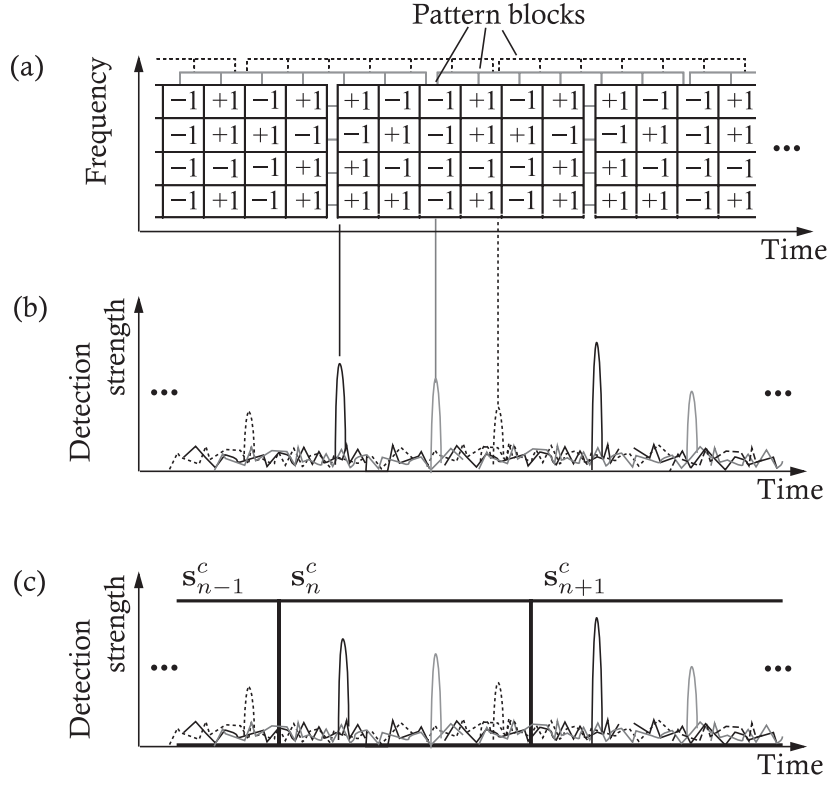 Pattern blocks
(a)
Frequency
−1 +1 −1 +1 +1 −1 −1 +1 −1 +1 +1 −1 −1 +1
−1 +1 +1 −1 −1 +1 −1 +1 +1 −1 −1 +1 −1 +1
−1 −1 −1 +1 +1 −1 −1 −1 −1 +1 +1 −1 −1 −1
−1 +1 −1 +1 +1 +1 −1 +1 −1 +1 +1 +1 −1 +1
...
Time
(b)
Detection
strength
...
...
Time
(c)
Detection
strength
s^c_{n−1} s^c_n s^c_{n+1}
...
...
Time